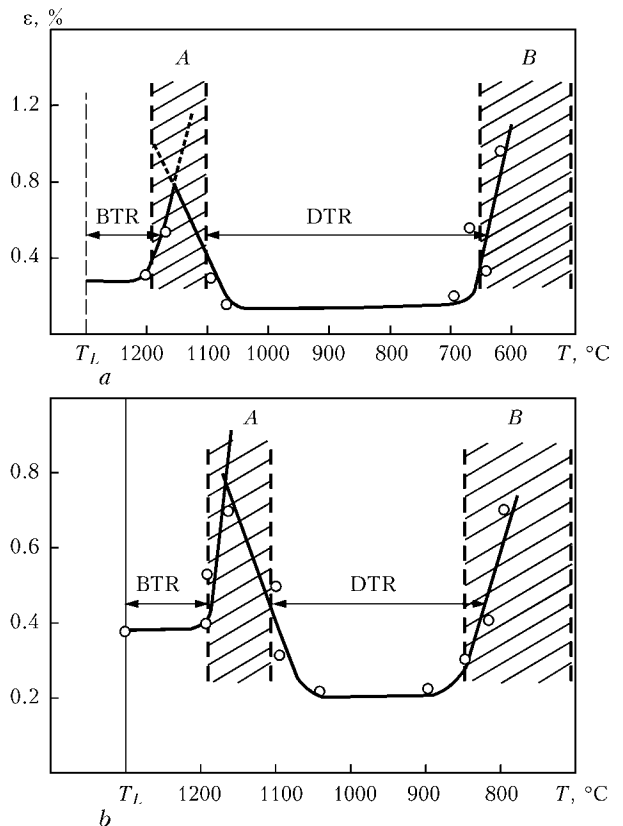 ε, %
A B
1.2
0.8
BTR DTR
0.4
T_L 1200 1100 1000 900 800 700 600 T, °C
a
A B
0.8
0.6
BTR DTR
0.4
0.2
T_L 1200 1100 1000 900 800 T, °C
b